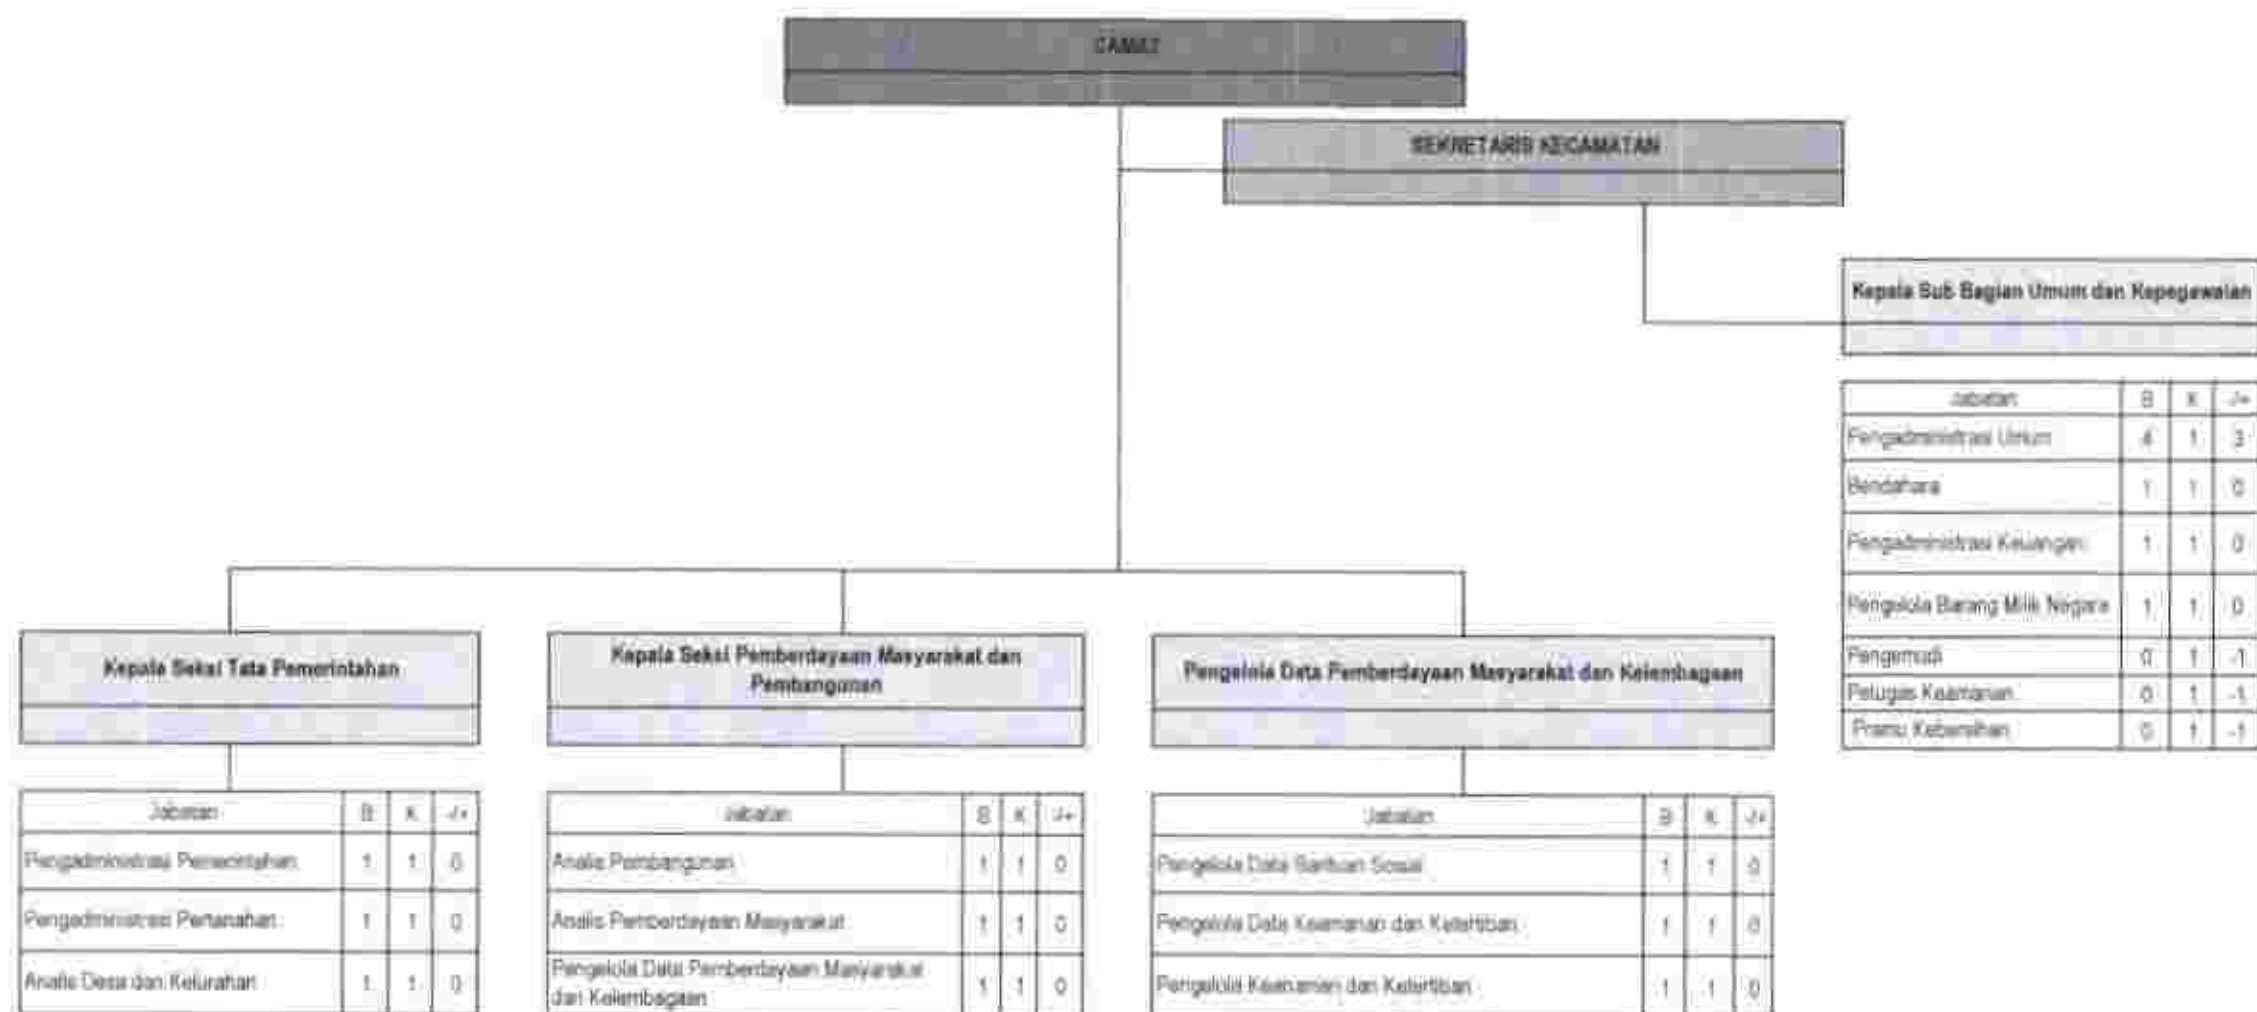 CAMAT
SEKRETARIS KECAMATAN
Kepala Sub Bagian Umum dan Kepegawaian
Jabatan B K -/+
Pengadministrasi Umum 4 1 3
Bendahara 1 1 0
Pengadministrasi Keuangan 1 1 0
Pengelola Barang Milik Negara 1 1 0
Pengemudi 0 1 -1
Petugas Keamanan 0 1 -1
Pramu Kebersihan 0 1 -1
Kepala Seksi Tata Pemerintahan
Jabatan B K -/+
Pengadministrasi Pemerintahan 1 1 0
Pengadministrasi Pertanahan 1 1 0
Analis Desa dan Kelurahan 1 1 0
Kepala Seksi Pemberdayaan Masyarakat dan
Pembangunan
Jabatan B K -/+
Analis Pembangunan 1 1 0
Analis Pemberdayaan Masyarakat 1 1 0
Pengelola Data Pemberdayaan Masyarakat
dan Kelembagaan 1 1 0
Pengelola Data Pemberdayaan Masyarakat dan Kelembagaan
Jabatan B K -/+
Pengelola Data Bantuan Sosial 1 1 0
Pengelola Data Keamanan dan Ketertiban 1 1 0
Pengelola Keamanan dan Ketertiban 1 1 0